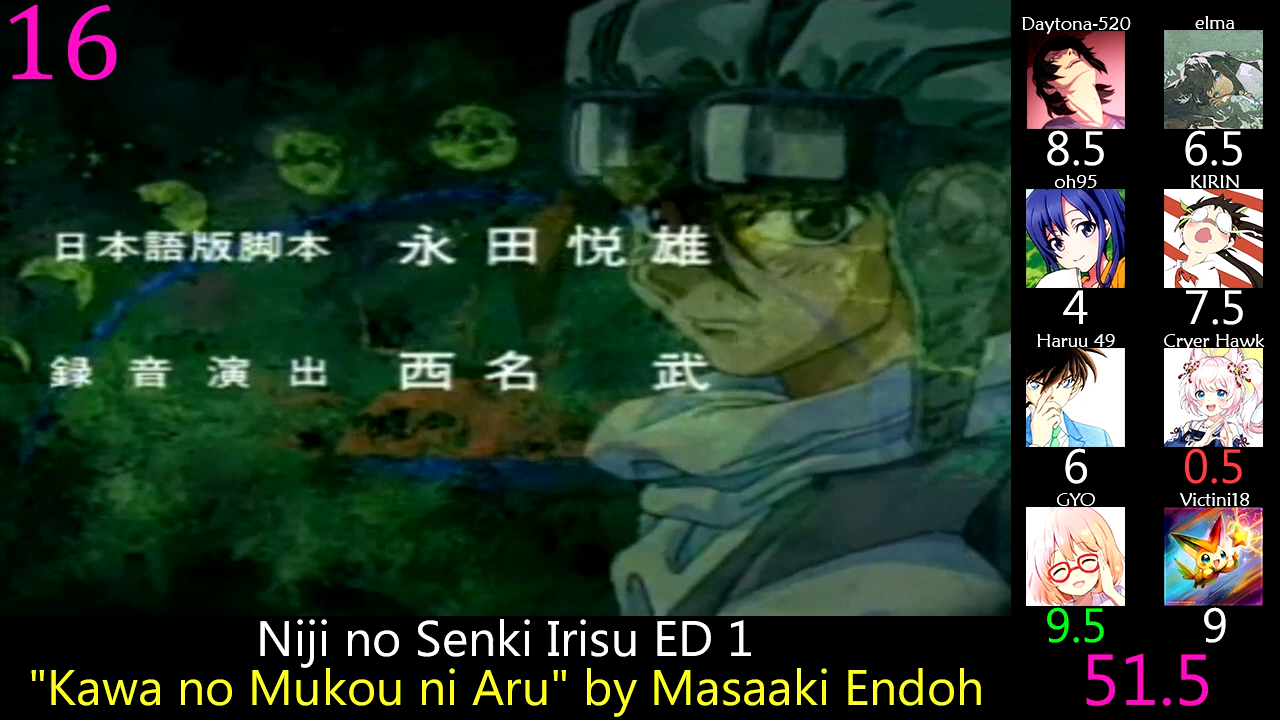 16
日本語版脚本 永田悦雄
録音演出 西名 武
Niji no Senki Irisu ED 1
"Kawa no Mukou ni Aru" by Masaaki Endoh
Daytona-520 elma
8.5 6.5
oh95 KIRIN
4 7.5
Haruu 49 Cryer Hawk
6 0.5
GYO Victini18
9.5 9
51.5